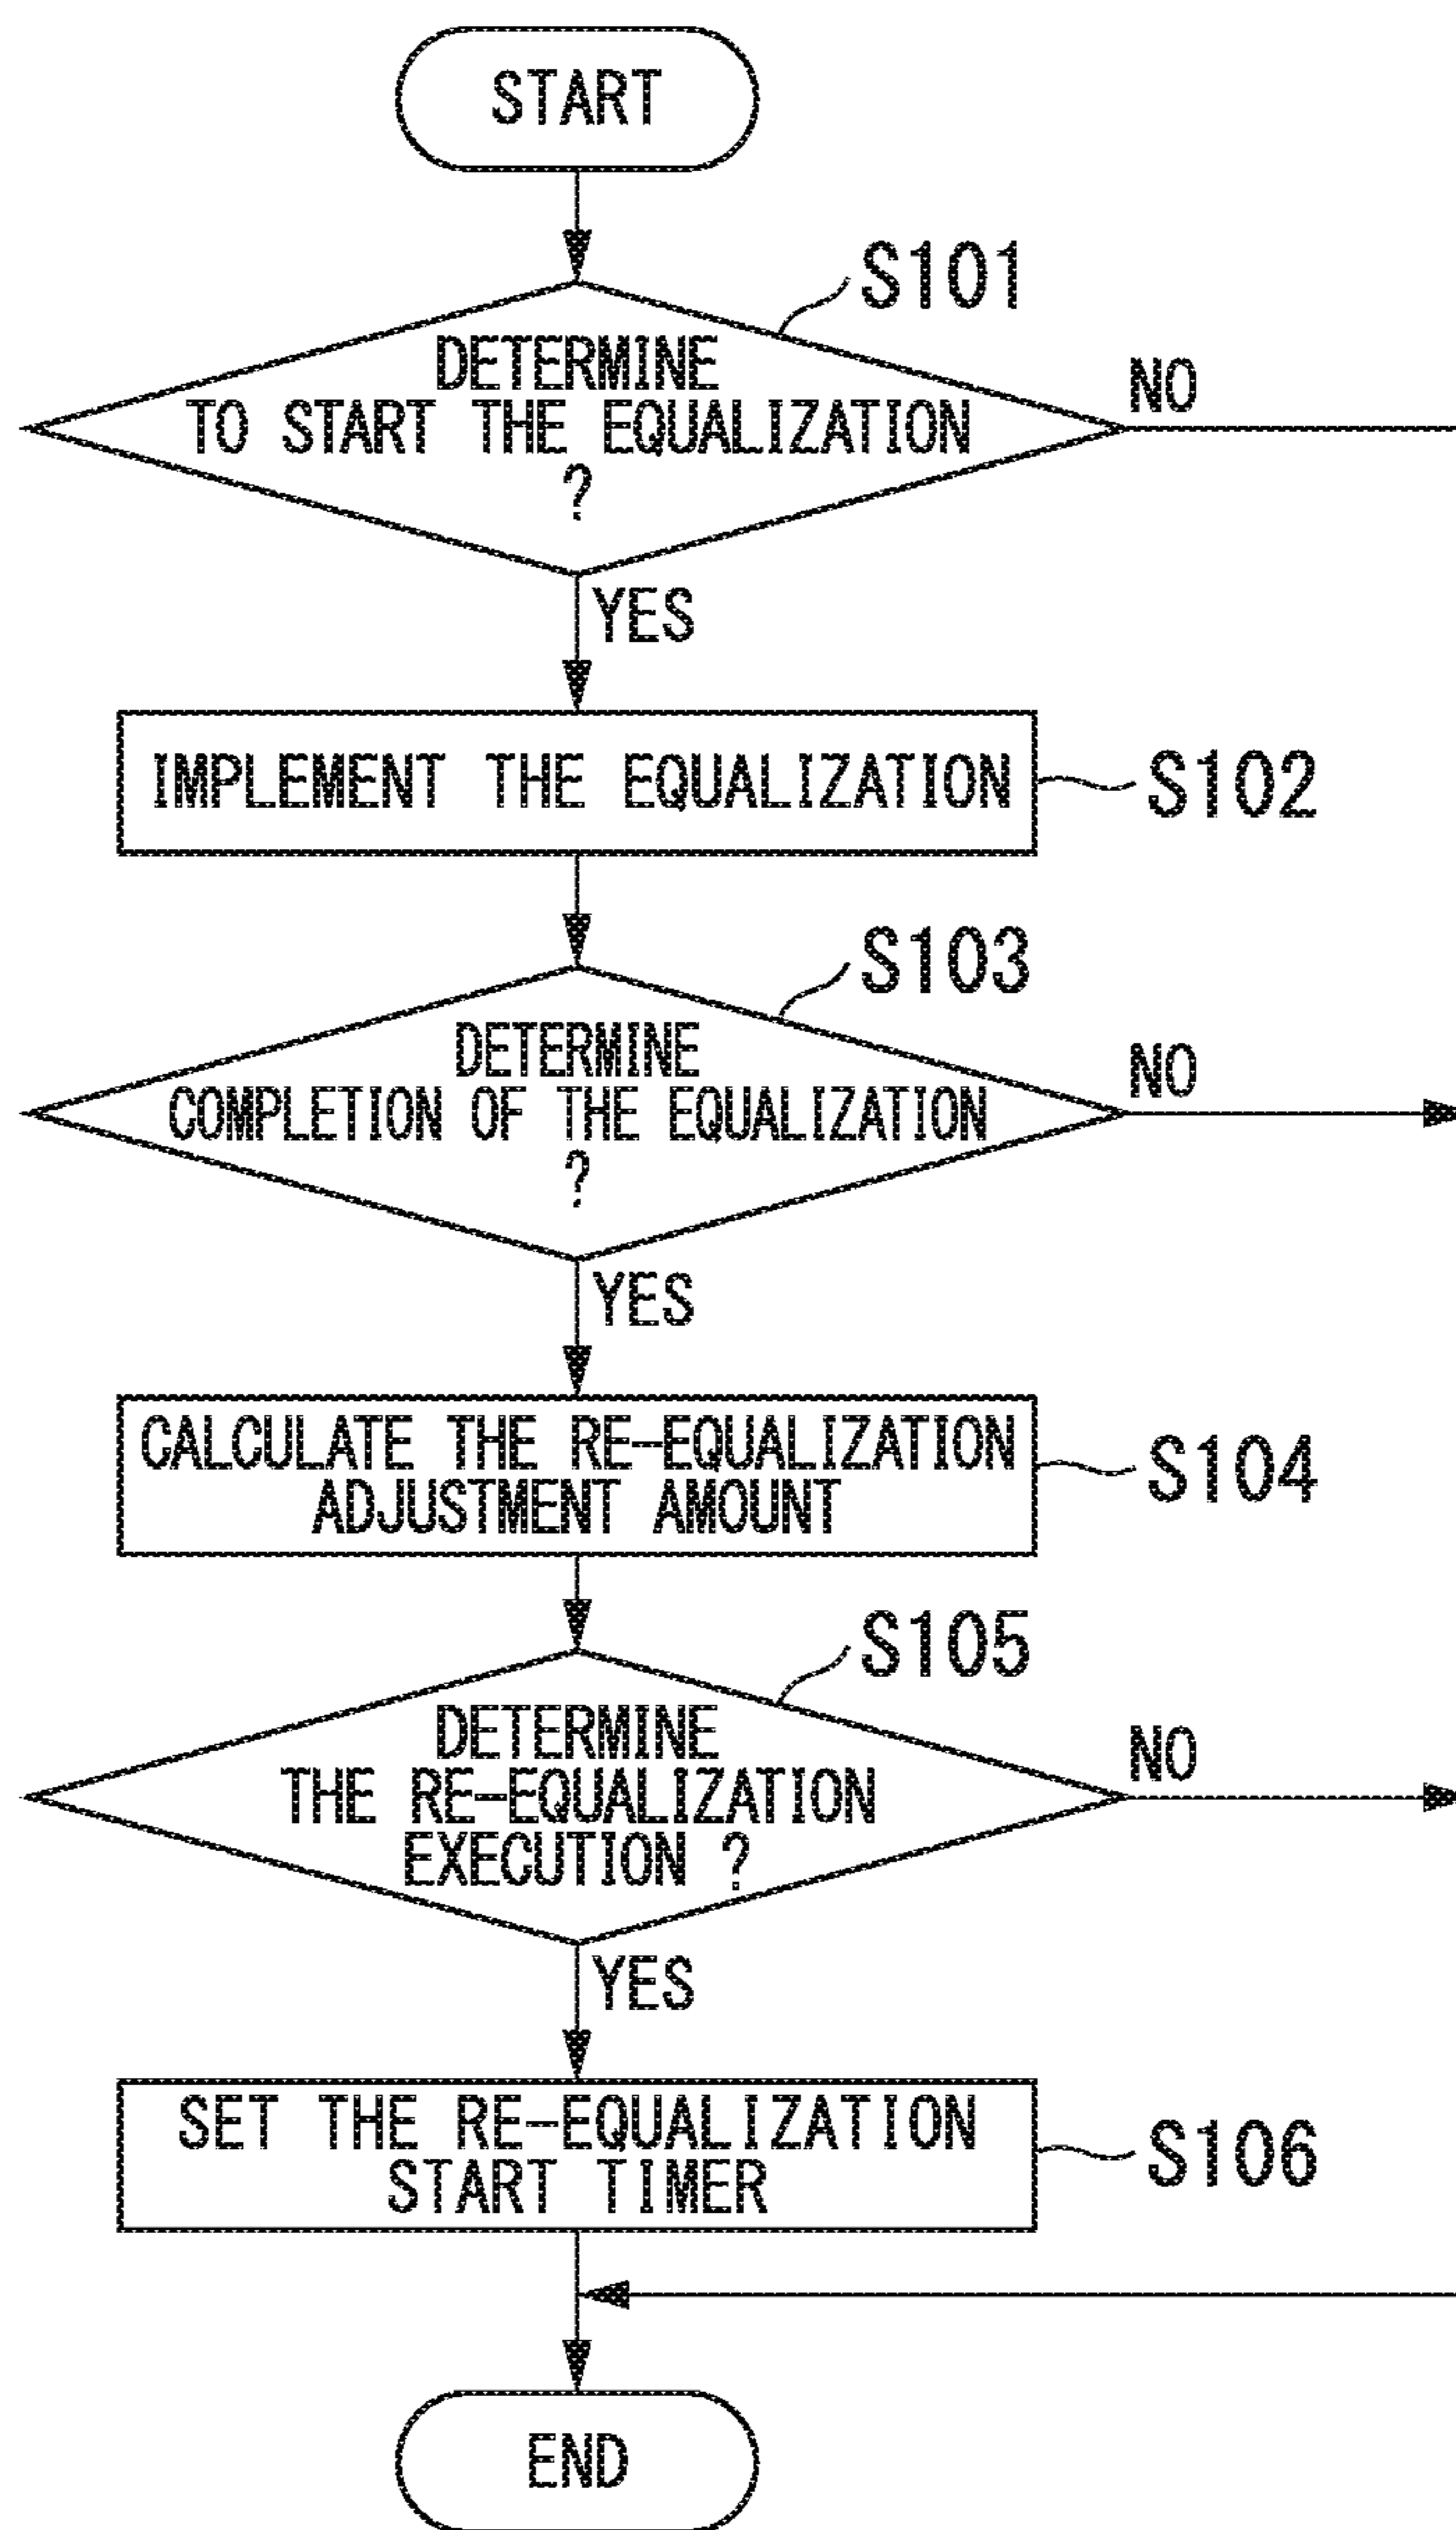 START
S101
DETERMINE
TO START THE EQUALIZATION
?
NO
YES
IMPLEMENT THE EQUALIZATION
S102
S103
DETERMINE
COMPLETION OF THE EQUALIZATION
?
NO
YES
CALCULATE THE RE-EQUALIZATION
ADJUSTMENT AMOUNT
S104
S105
DETERMINE
THE RE-EQUALIZATION
EXECUTION ?
NO
YES
SET THE RE-EQUALIZATION
START TIMER
S106
END